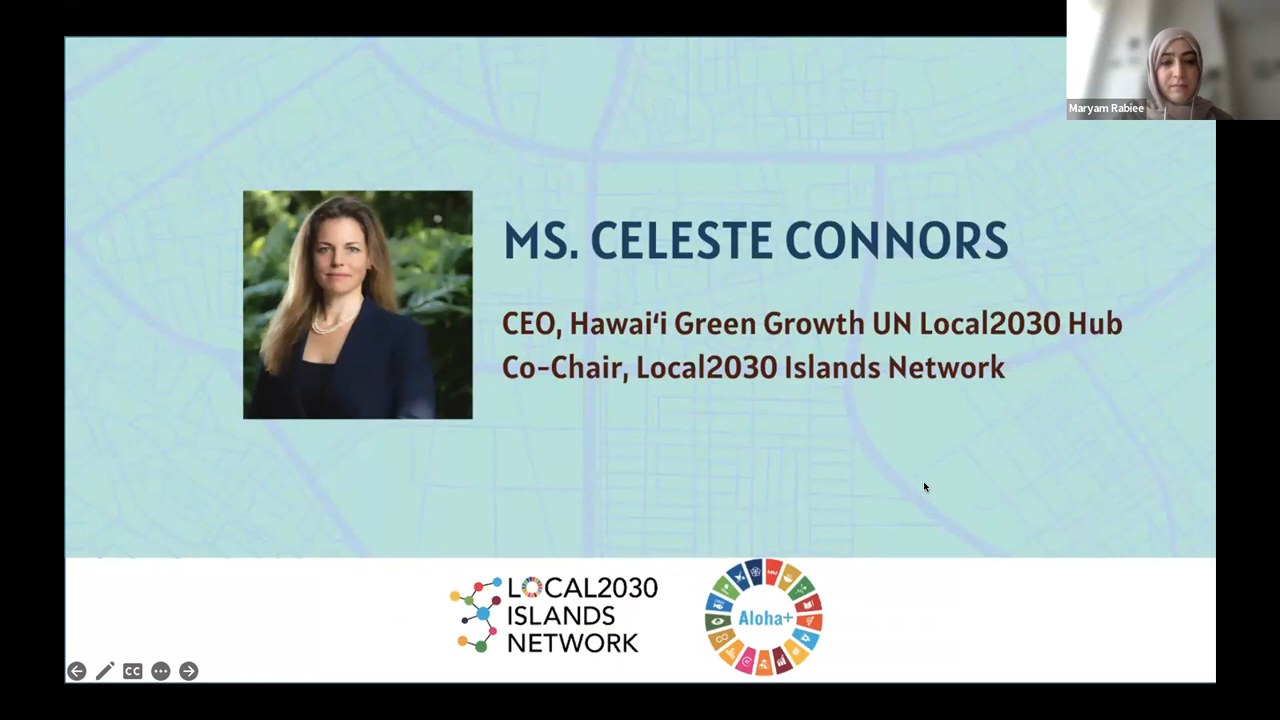 Maryam Rabiee
MS. CELESTE CONNORS
CEO, Hawaiʻi Green Growth UN Local2030 Hub
Co-Chair, Local2030 Islands Network
LOCAL2030
ISLANDS
NETWORK
Aloha+
CC